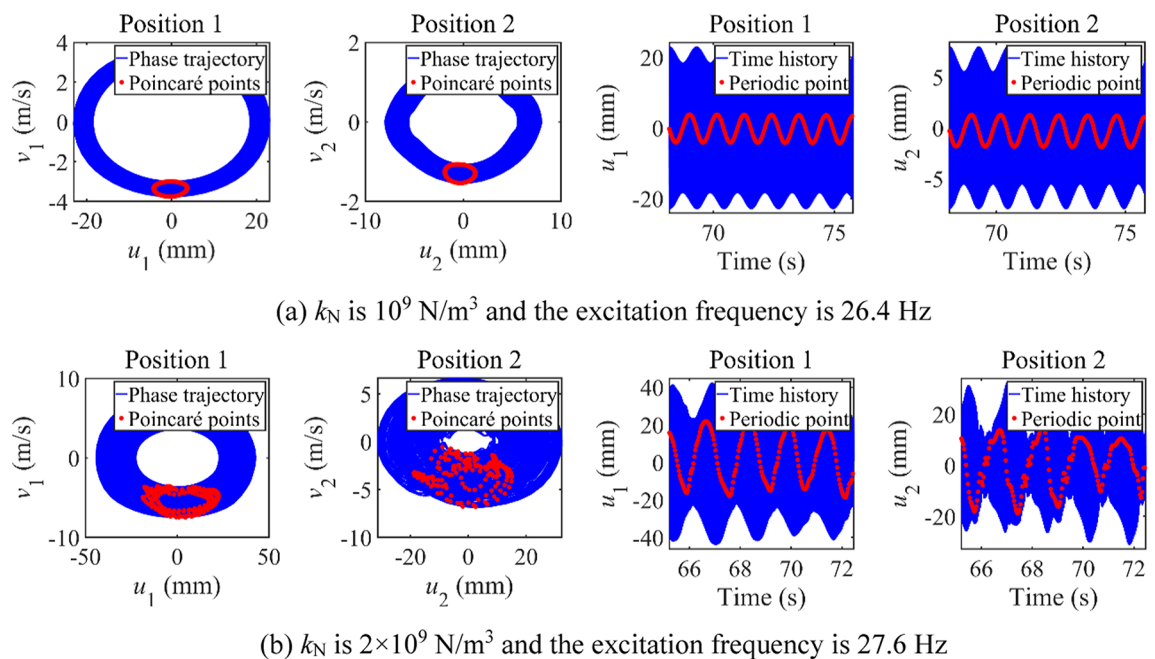 Position 1
Position 2
Position 1
Position 2
4
2
0
-2
-4
v1 (m/s)
Phase trajectory
Poincaré points
-20
0
20
u1 (mm)
2
0
-2
v2 (m/s)
Phase trajectory
Poincaré points
0
10
u2 (mm)
20
0
-20
u1 (mm)
Time history
Periodic point
70
75
Time (s)
5
0
-5
u2 (mm)
Time history
Periodic point
70
75
Time (s)
(a) kN is 10⁹ N/m³ and the excitation frequency is 26.4 Hz
Position 1
Position 2
Position 1
Position 2
10
0
-10
v1 (m/s)
Phase trajectory
Poincaré points
-50
0
50
u1 (mm)
5
0
-5
-10
v2 (m/s)
Phase trajectory
Poincaré points
-20
0
20
u2 (mm)
40
20
0
-20
-40
u1 (mm)
Time history
Periodic point
66
68
70
72
Time (s)
20
0
-20
u2 (mm)
Time history
Periodic point
66
68
70
72
Time (s)
(b) kN is 2×10⁹ N/m³ and the excitation frequency is 27.6 Hz